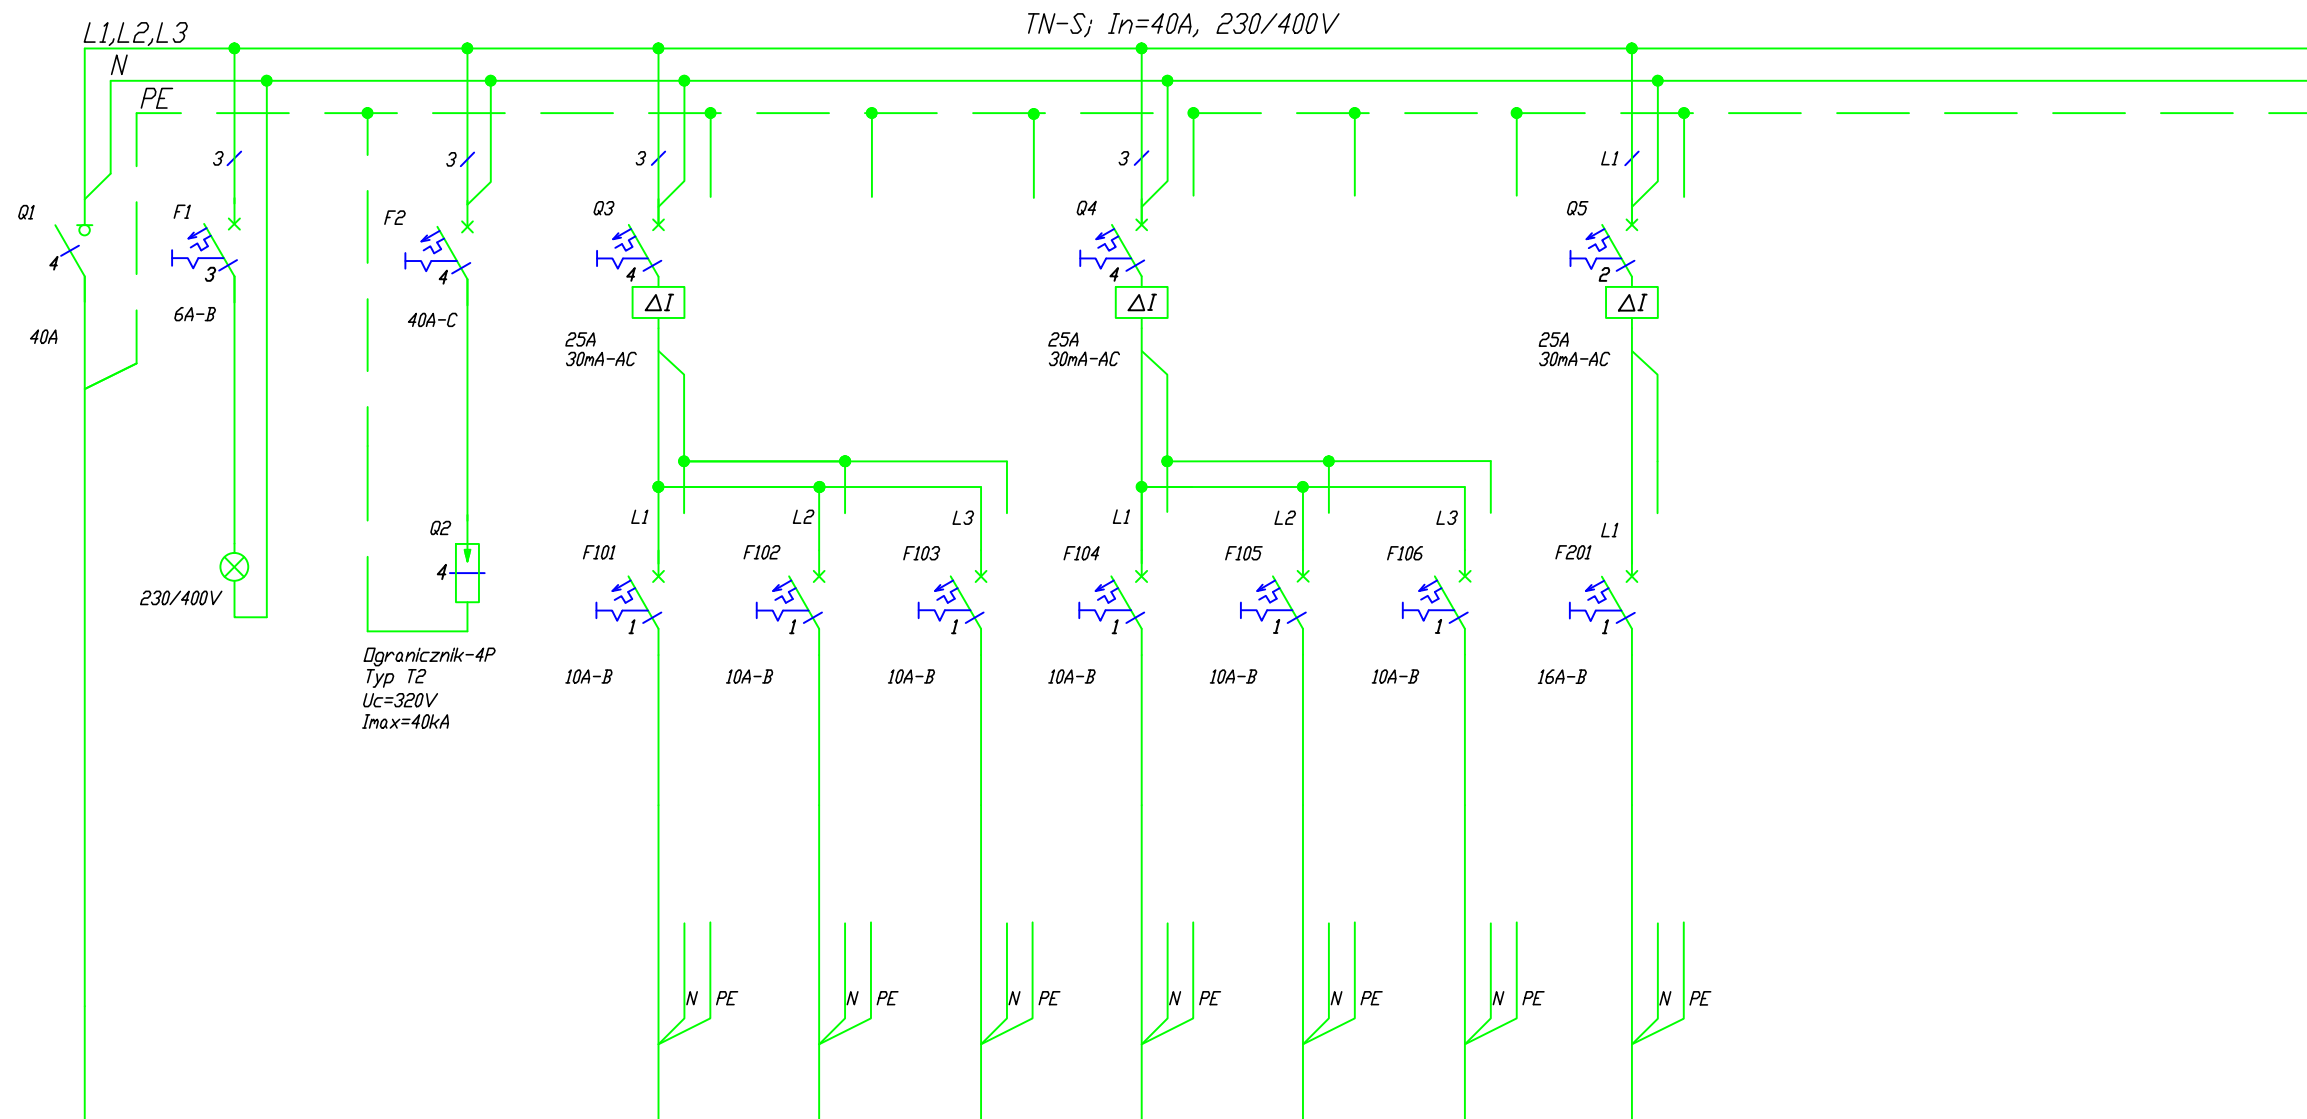 L1,L2,L3
TN-S; In=40A, 230/400V
N
PE
3
3
3
3
L1
Q1
F1
F2
Q3
Q4
Q5
4
3
4
4
4
2
ΔI
ΔI
ΔI
6A-B
40A-C
40A
25A
30mA-AC
25A
30mA-AC
25A
30mA-AC
L1
L2
L3
L1
L2
L3
L1
Q2
F101
F102
F103
F104
F105
F106
F201
4
230/400V
1
1
1
1
1
1
1
Ogranicznik-4P
Typ T2
Uc=320V
Imax=40kA
10A-B
10A-B
10A-B
10A-B
10A-B
10A-B
16A-B
N PE
N PE
N PE
N PE
N PE
N PE
N PE